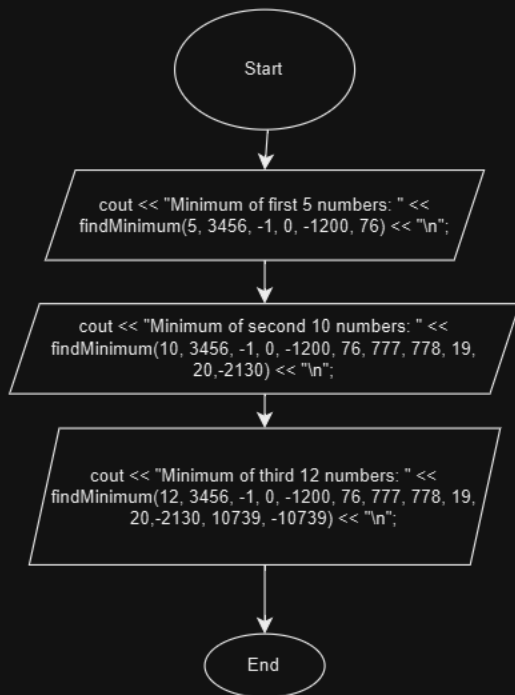 Start
cout << "Minimum of first 5 numbers: " <<
findMinimum(5, 3456, -1, 0, -1200, 76) << "\n";
cout << "Minimum of second 10 numbers: " <<
findMinimum(10, 3456, -1, 0, -1200, 76, 777, 778, 19,
20,-2130) << "\n";
cout << "Minimum of third 12 numbers: " <<
findMinimum(12, 3456, -1, 0, -1200, 76, 777, 778, 19,
20,-2130, 10739, -10739) << "\n";
End